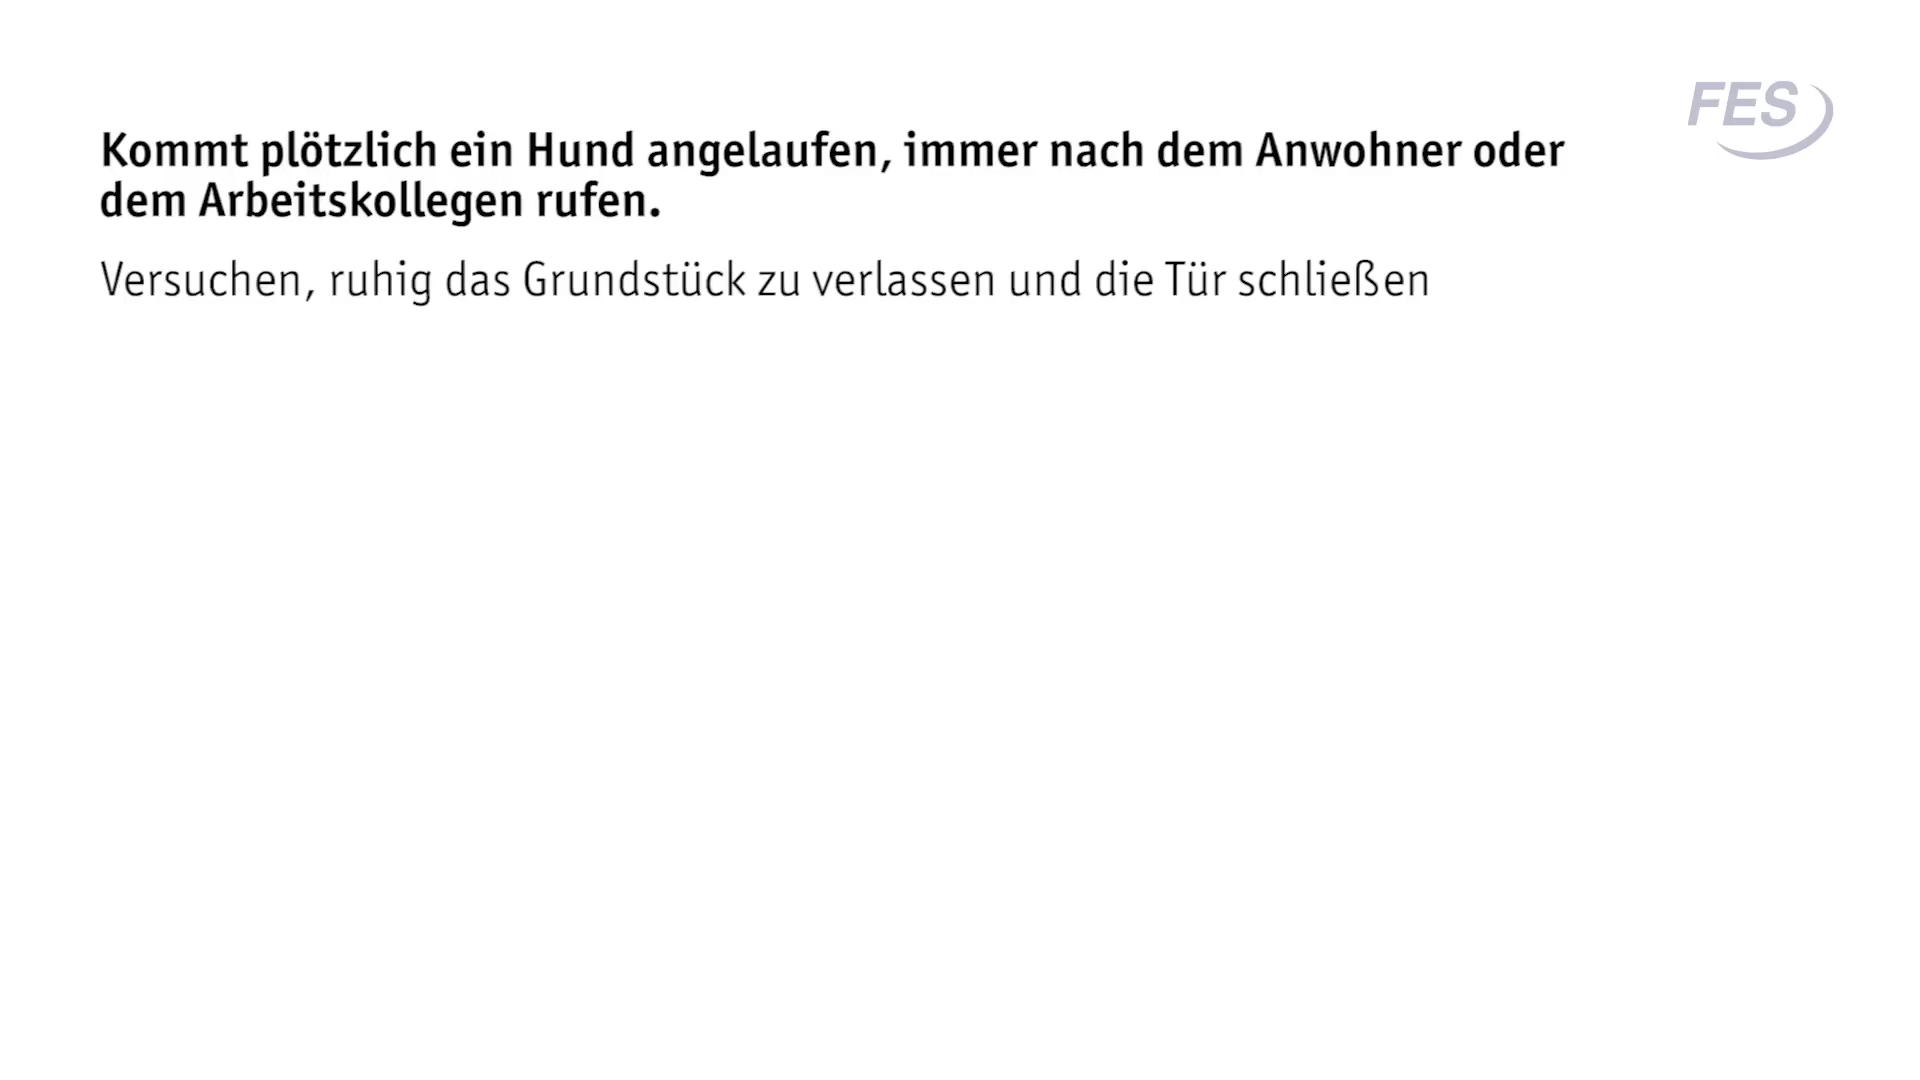 FES
Kommt plötzlich ein Hund angelaufen, immer nach dem Anwohner oder
dem Arbeitskollegen rufen.
Versuchen, ruhig das Grundstück zu verlassen und die Tür schließen